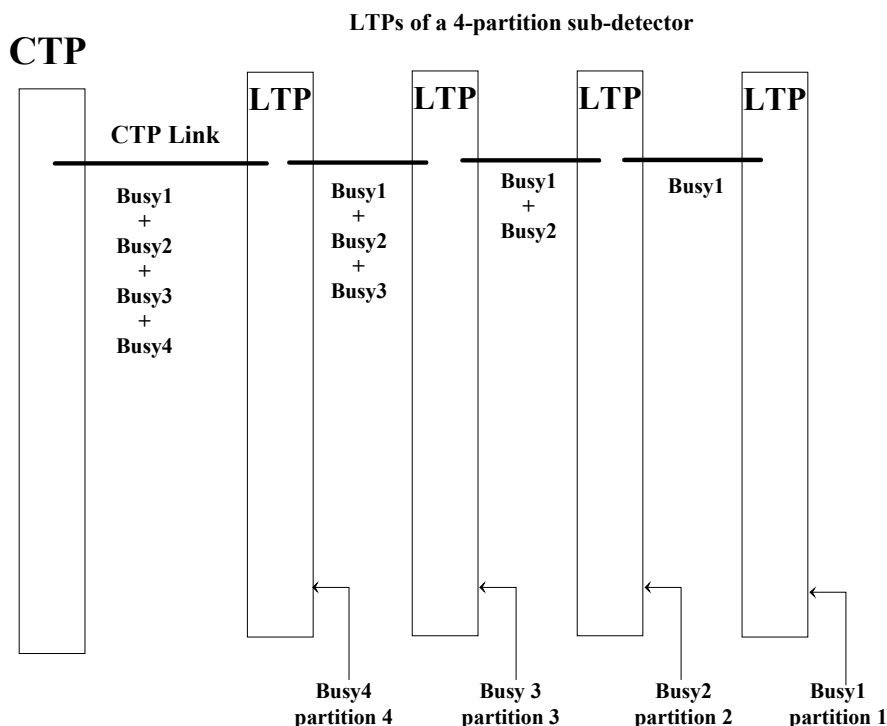 LTPs of a 4-partition sub-detector
CTP
LTP
LTP
LTP
LTP
CTP Link
Busy1
+
Busy2
+
Busy3
+
Busy4
Busy1
+
Busy2
+
Busy3
Busy1
+
Busy2
Busy1
Busy4
partition 4
Busy 3
partition 3
Busy2
partition 2
Busy1
partition 1